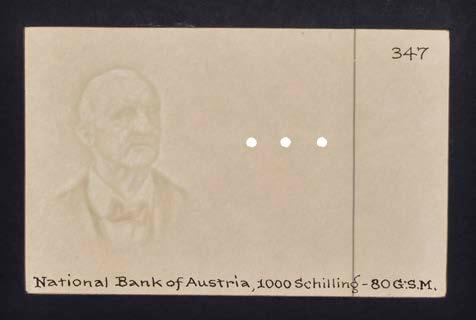 347
National Bank of Austria, 1000 Schilling - 80 G.S.M.